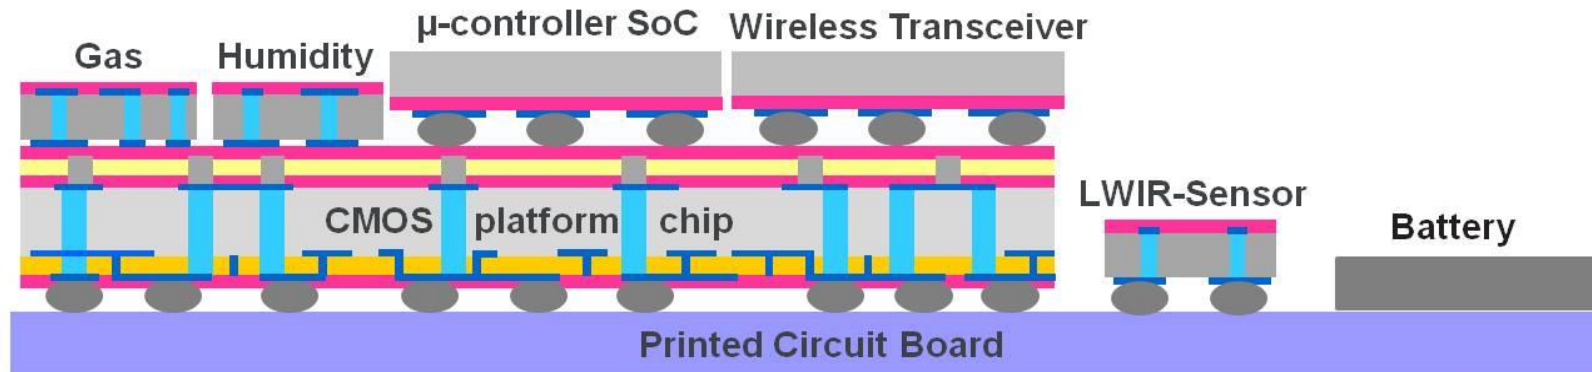 Gas
Humidity
µ-controller SoC
Wireless Transceiver
CMOS platform chip
LWIR-Sensor
Battery
Printed Circuit Board